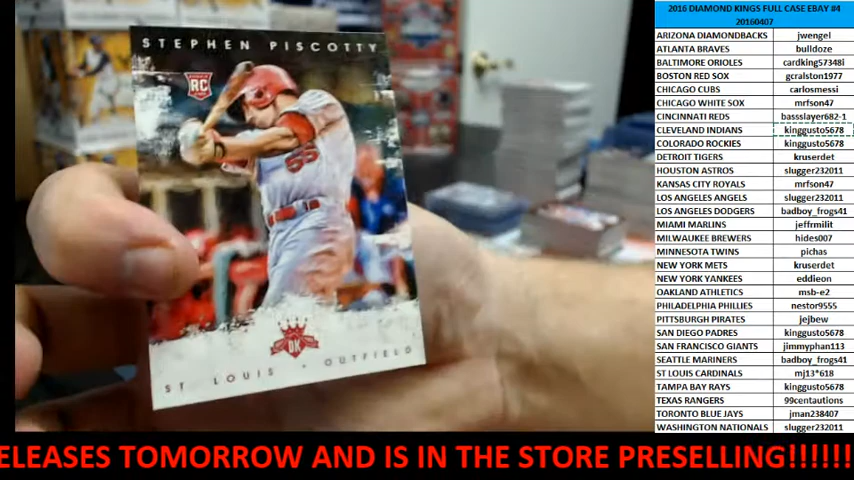 2016 DIAMOND KINGS FULL CASE EBAY #4
20160407
ARIZONA DIAMONDBACKS jwengel
ATLANTA BRAVES bulldoze
BALTIMORE ORIOLES cardking57348i
BOSTON RED SOX gcralston1977
CHICAGO CUBS carlosmessi
CHICAGO WHITE SOX mrfson47
CINCINNATI REDS bassslayer682-1
CLEVELAND INDIANS kinggusto5678
COLORADO ROCKIES kinggusto5678
DETROIT TIGERS kruserdet
HOUSTON ASTROS slugger232011
KANSAS CITY ROYALS mrfson47
LOS ANGELES ANGELS slugger232011
LOS ANGELES DODGERS badboy_frogs41
MIAMI MARLINS jeffrmilit
MILWAUKEE BREWERS hides007
MINNESOTA TWINS pichas
NEW YORK METS kruserdet
NEW YORK YANKEES eddieon
OAKLAND ATHLETICS msb-e2
PHILADELPHIA PHILLIES nestor9555
PITTSBURGH PIRATES jejbew
SAN DIEGO PADRES kinggusto5678
SAN FRANCISCO GIANTS jimmyphan113
SEATTLE MARINERS badboy_frogs41
ST LOUIS CARDINALS mj13*618
TAMPA BAY RAYS kinggusto5678
TEXAS RANGERS 99centautions
TORONTO BLUE JAYS jman238407
WASHINGTON NATIONALS slugger232011
STEPHEN PISCOTTY
RC
55
DK
ST LOUIS • OUTFIELD
ELEASES TOMORROW AND IS IN THE STORE PRESELLING!!!!!!